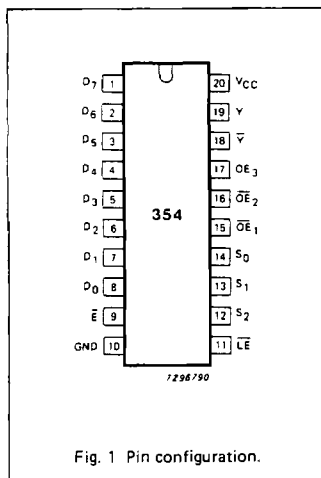 D7 1 20 VCC
D6 2 19 Y
D5 3 18 Y̅
D4 4 17 OE3
D3 5 16 O̅E̅2
D2 6 15 O̅E̅1
D1 7 14 S0
D0 8 13 S1
E̅ 9 12 S2
GND 10 11 L̅E̅
354
7296790
Fig. 1 Pin configuration.